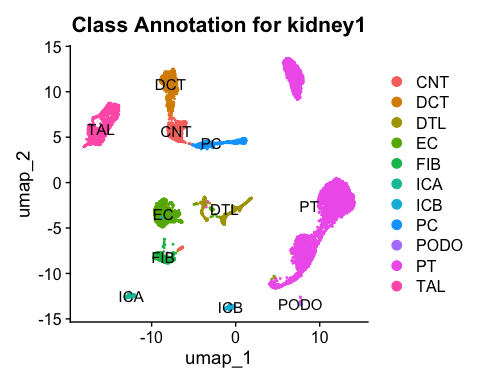 Class Annotation for kidney1
15
10
5
0
-5
-10
-15
umap_2
-10
0
10
umap_1
DCT
TAL
CNT
PC
EC
DTL
PT
FIB
ICA
ICB
PODO
CNT
DCT
DTL
EC
FIB
ICA
ICB
PC
PODO
PT
TAL